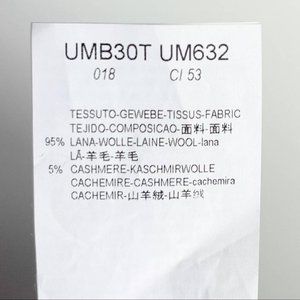 UMB30T UM632
018 CI 53
TESSUTO-GEWEBE-TISSUS-FABRIC
TEJIDO-COMPOSICAO-面料-面料
95% LANA-WOLLE-LAINE-WOOL-lana
LÃ-羊毛-羊毛
5% CASHMERE-KASCHMIRWOLLE
CACHEMIRE-CASHMERE-cachemira
CACHEMIR-山羊绒-山羊绒